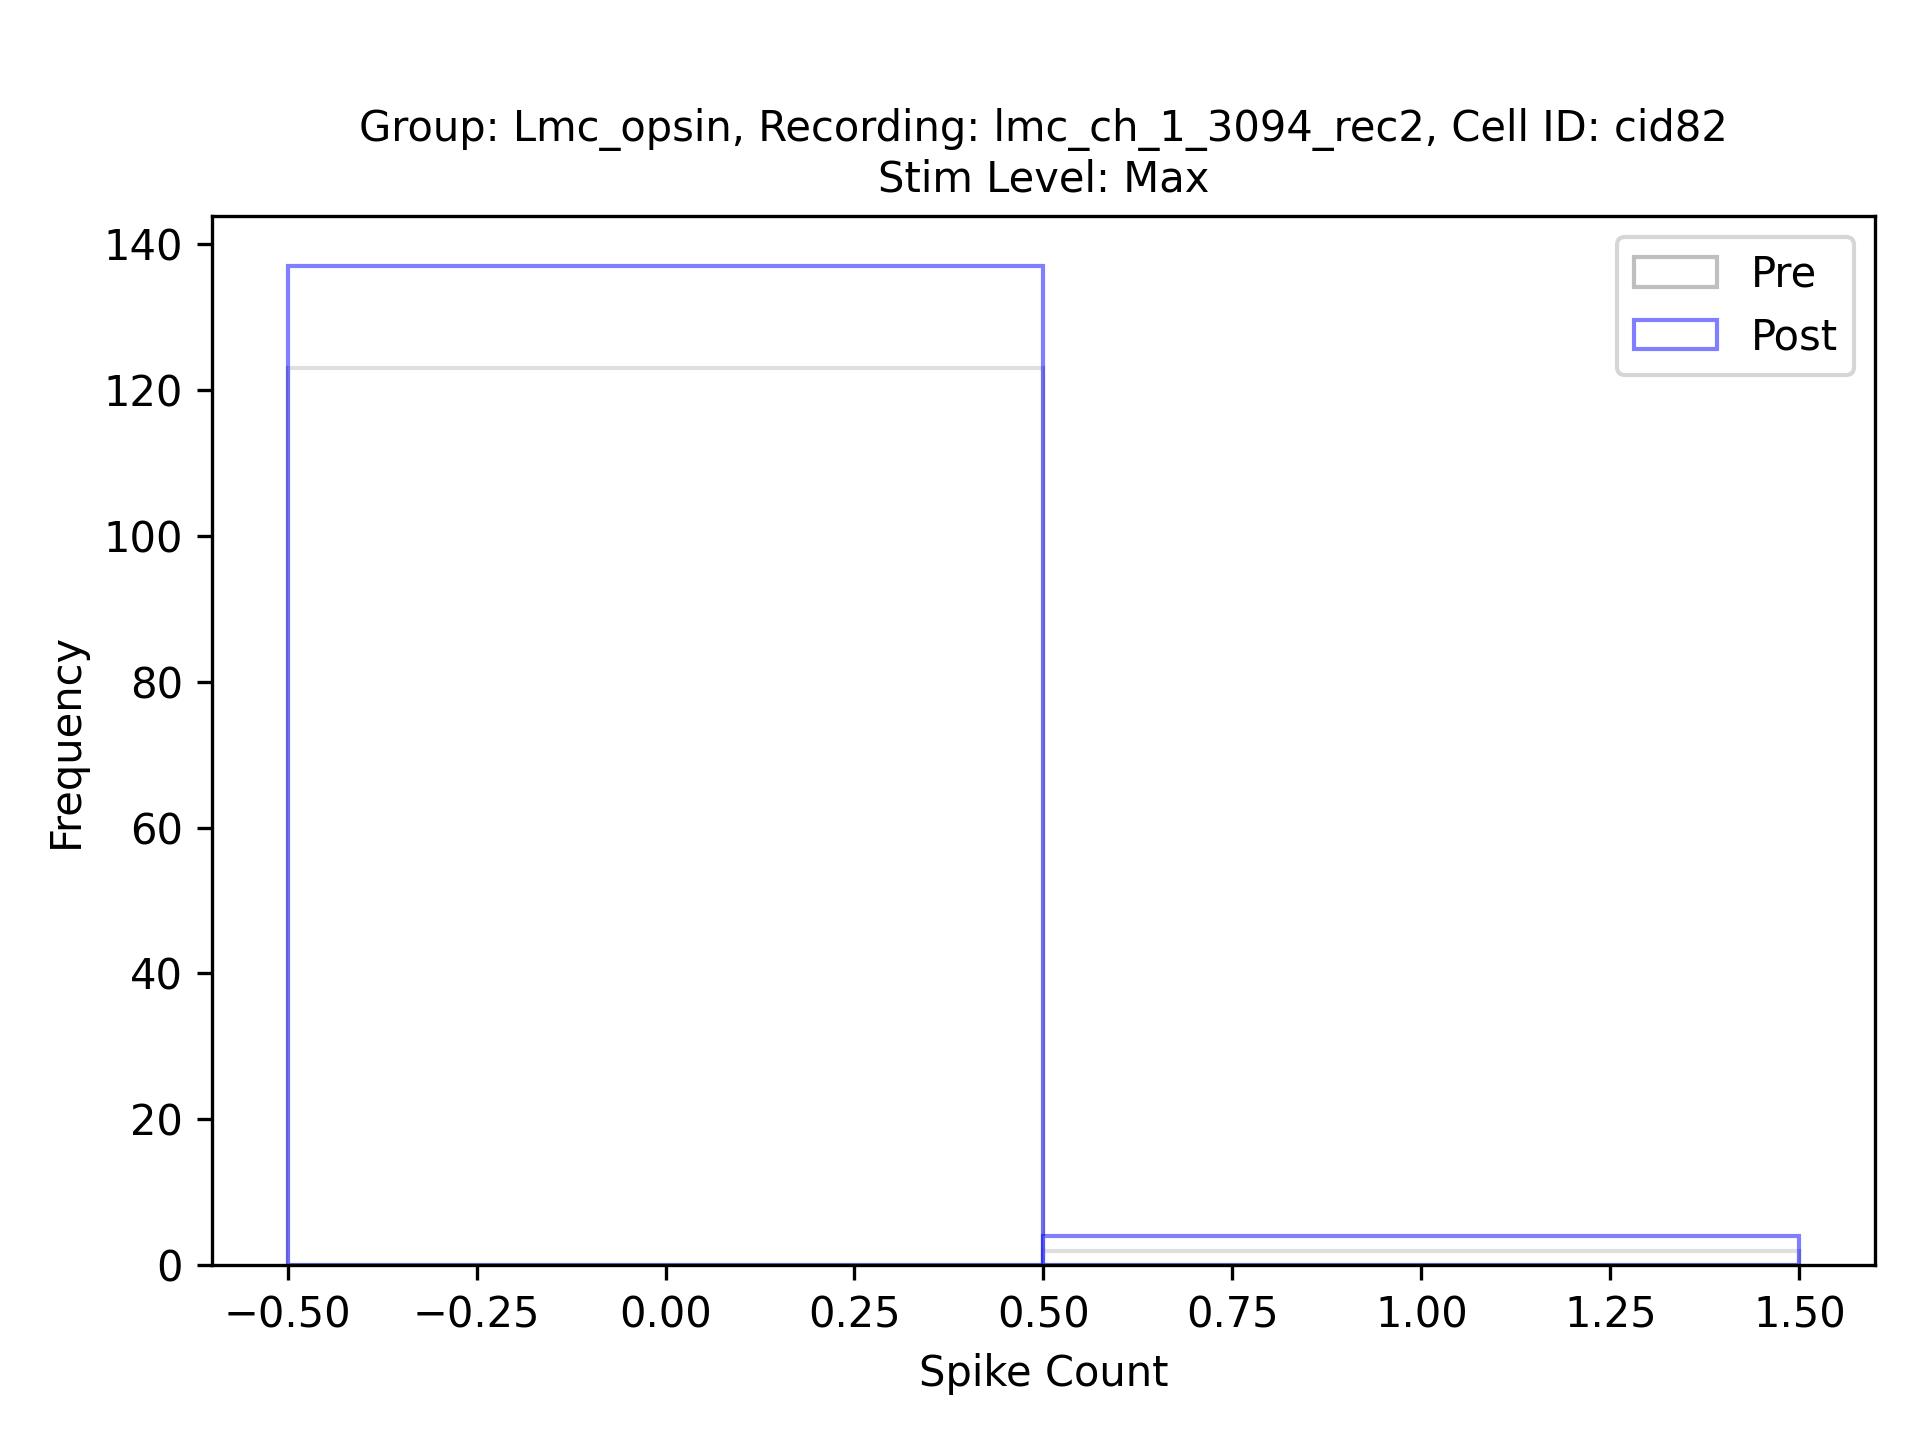 Group: Lmc_opsin, Recording: lmc_ch_1_3094_rec2, Cell ID: cid82
Stim Level: Max
140
120
100
80
60
40
20
0
Frequency
Pre
Post
−0.50 −0.25 0.00 0.25 0.50 0.75 1.00 1.25 1.50
Spike Count